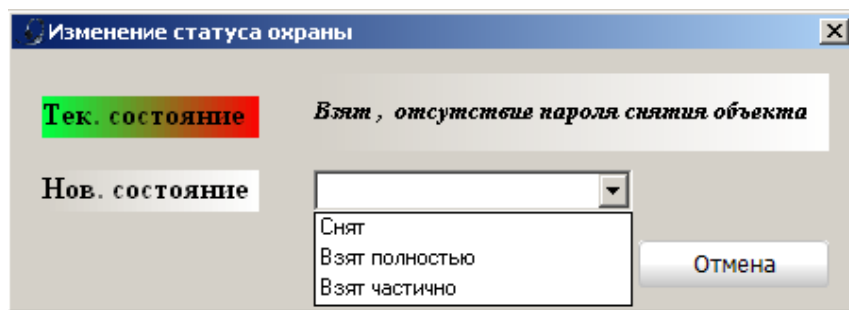 Изменение статуса охраны
Тек. состояние
Взят , отсутствие пароля снятия объекта
Нов. состояние
Снят
Взят полностью
Взят частично
Отмена